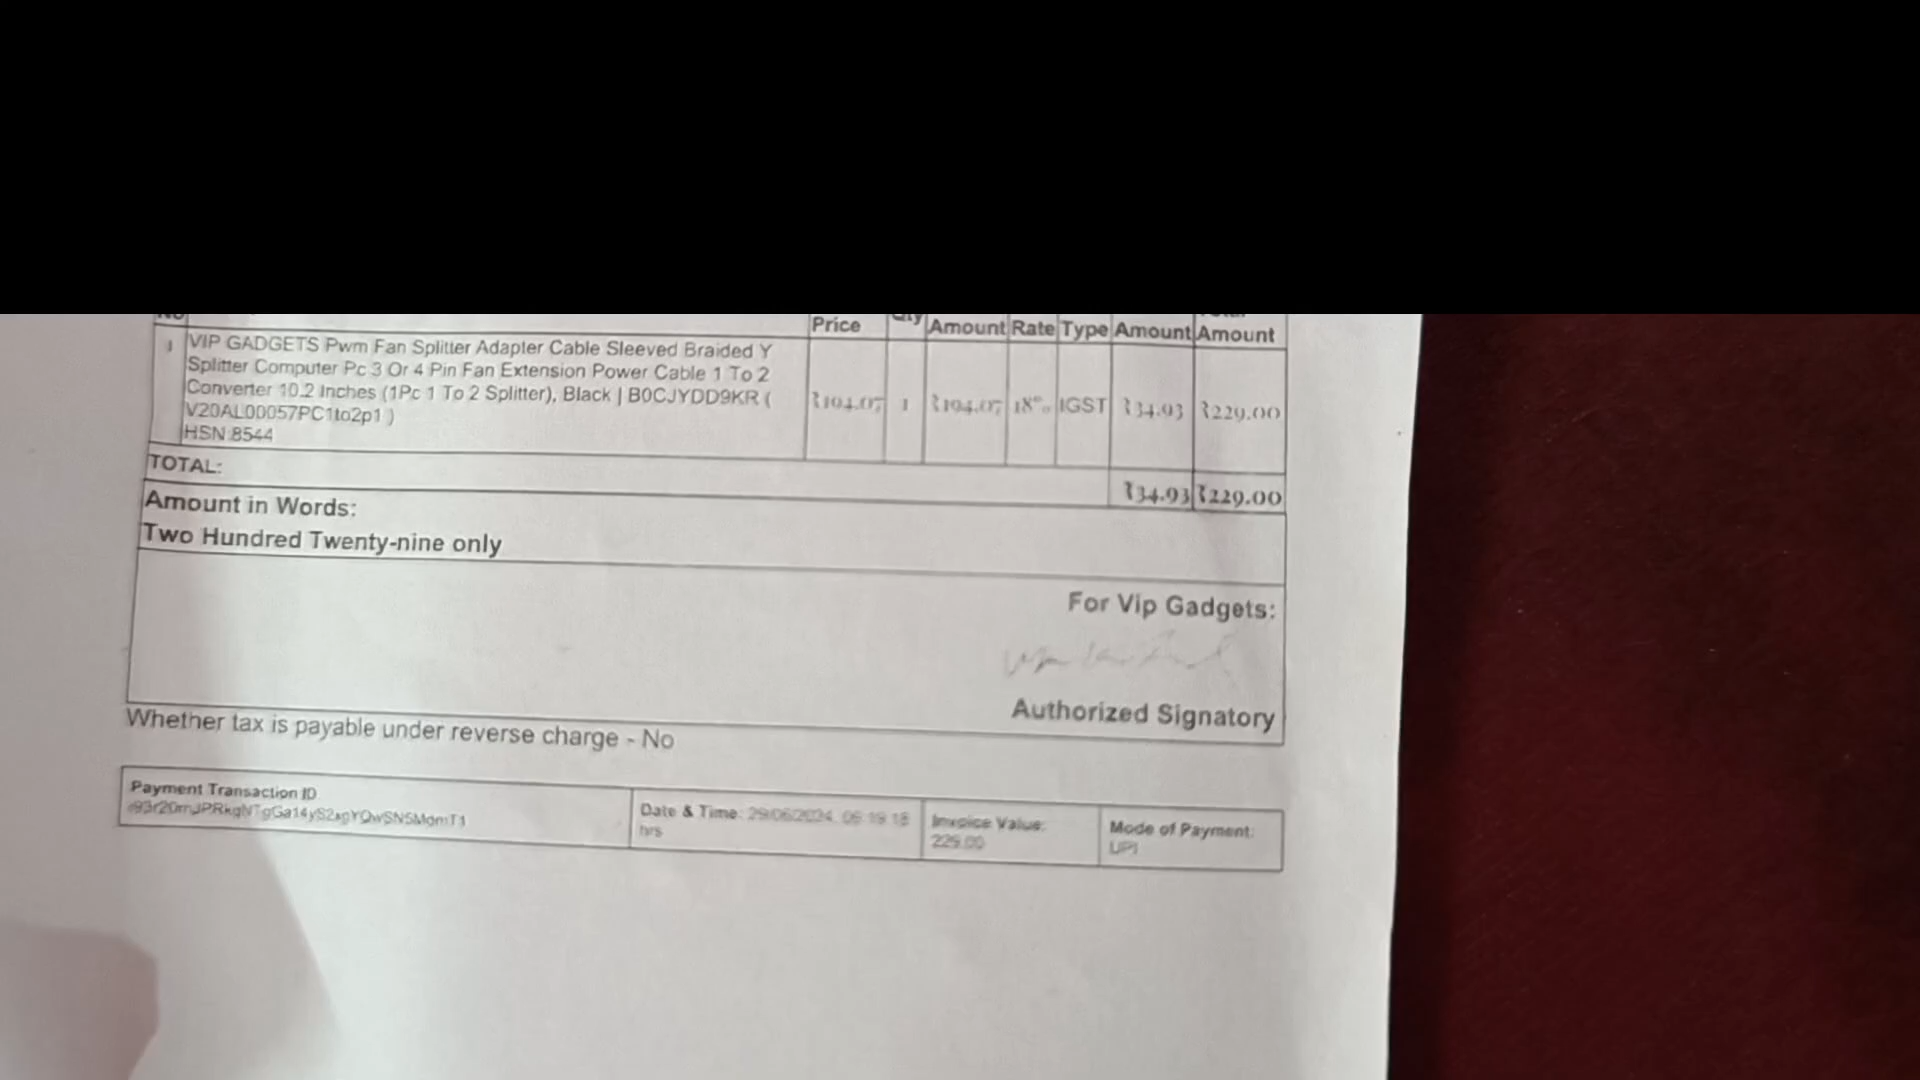 No
Price Qty Amount Rate Type Amount Total Amount
1 VIP GADGETS Pwm Fan Splitter Adapter Cable Sleeved Braided Y
Splitter Computer Pc 3 Or 4 Pin Fan Extension Power Cable 1 To 2
Converter 10.2 Inches (1Pc 1 To 2 Splitter), Black | B0CJYDD9KR (
V20AL00057PC1to2p1 )
HSN:8544
₹194.07 1 ₹194.07 18% IGST ₹34.93 ₹229.00
TOTAL: ₹34.93 ₹229.00
Amount in Words:
Two Hundred Twenty-nine only
For Vip Gadgets:
Authorized Signatory
Whether tax is payable under reverse charge - No
Payment Transaction ID
Date & Time: 29/06/2024,
hrs
Invoice Value:
229.00
Mode of Payment:
UPI